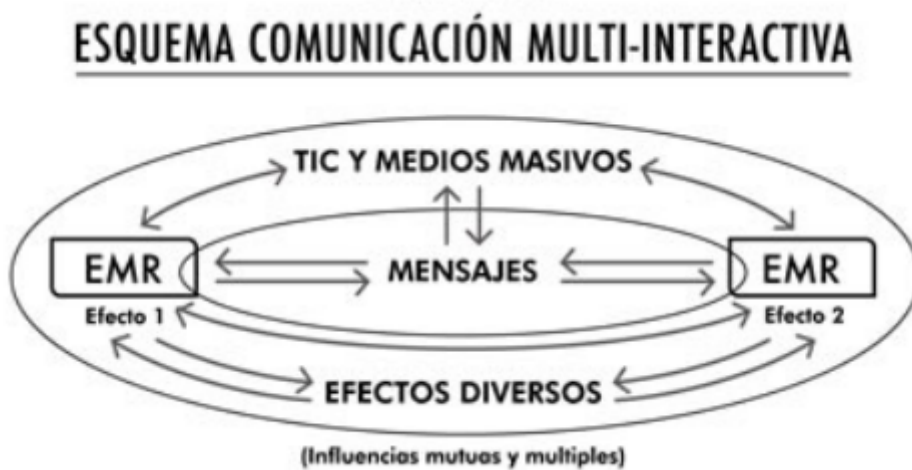 ESQUEMA COMUNICACIÓN MULTI-INTERACTIVA
TIC Y MEDIOS MASIVOS
EMR
MENSAJES
EMR
Efecto 1
Efecto 2
EFECTOS DIVERSOS
(Influencias mutuas y multiples)